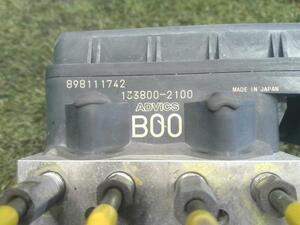 898111742
133800-2100
MADE IN JAPAN
ADVICS
B00